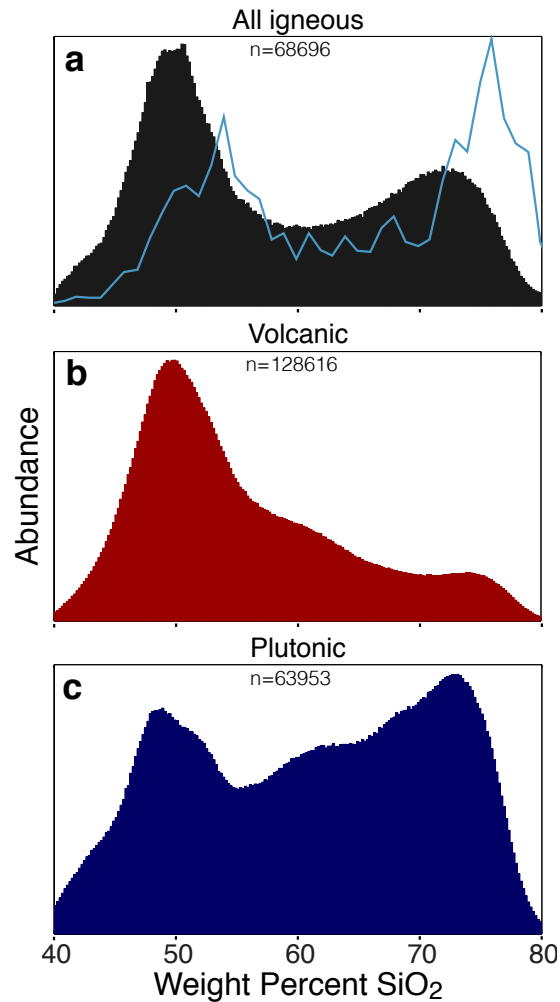 All igneous
a
n=68696
Volcanic
b
n=128616
Abundance
Plutonic
c
n=63953
40 50 60 70 80
Weight Percent SiO₂